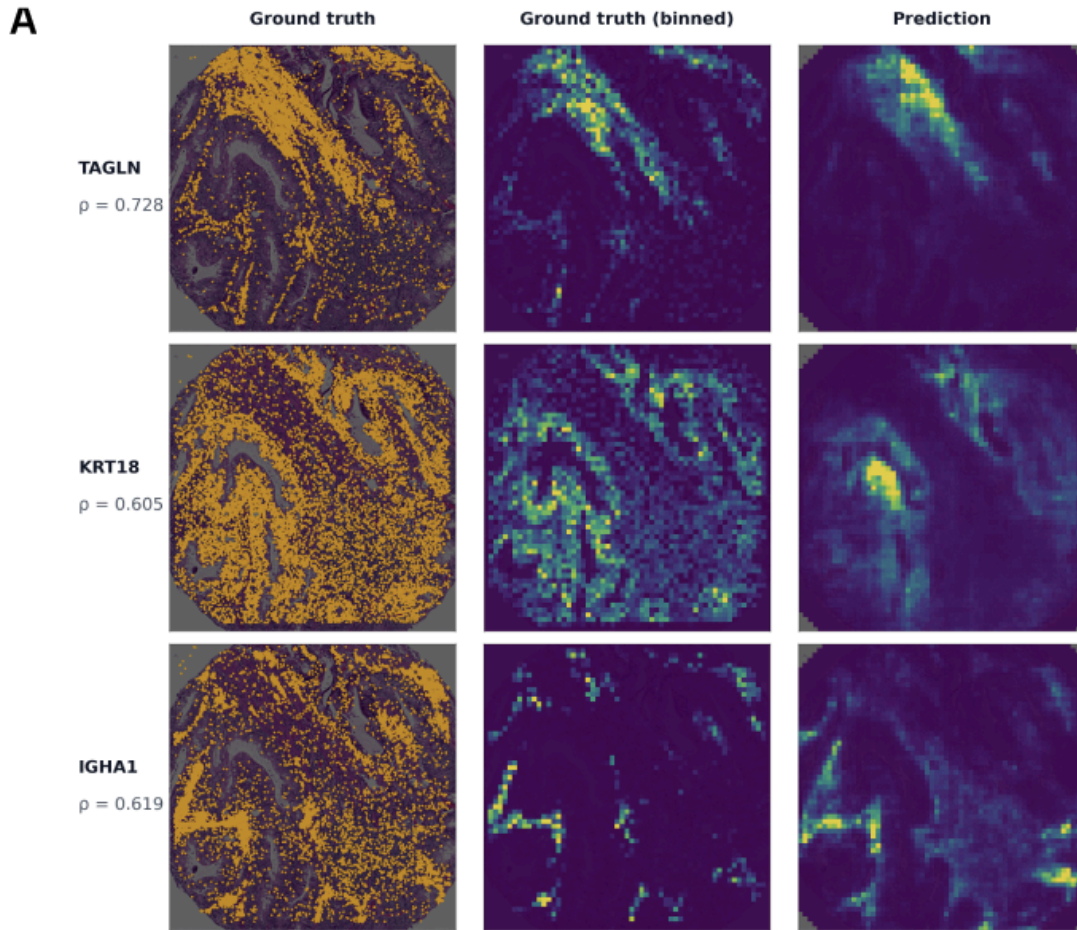 A
Ground truth
Ground truth (binned)
Prediction
TAGLN
ρ = 0.728
KRT18
ρ = 0.605
IGHA1
ρ = 0.619